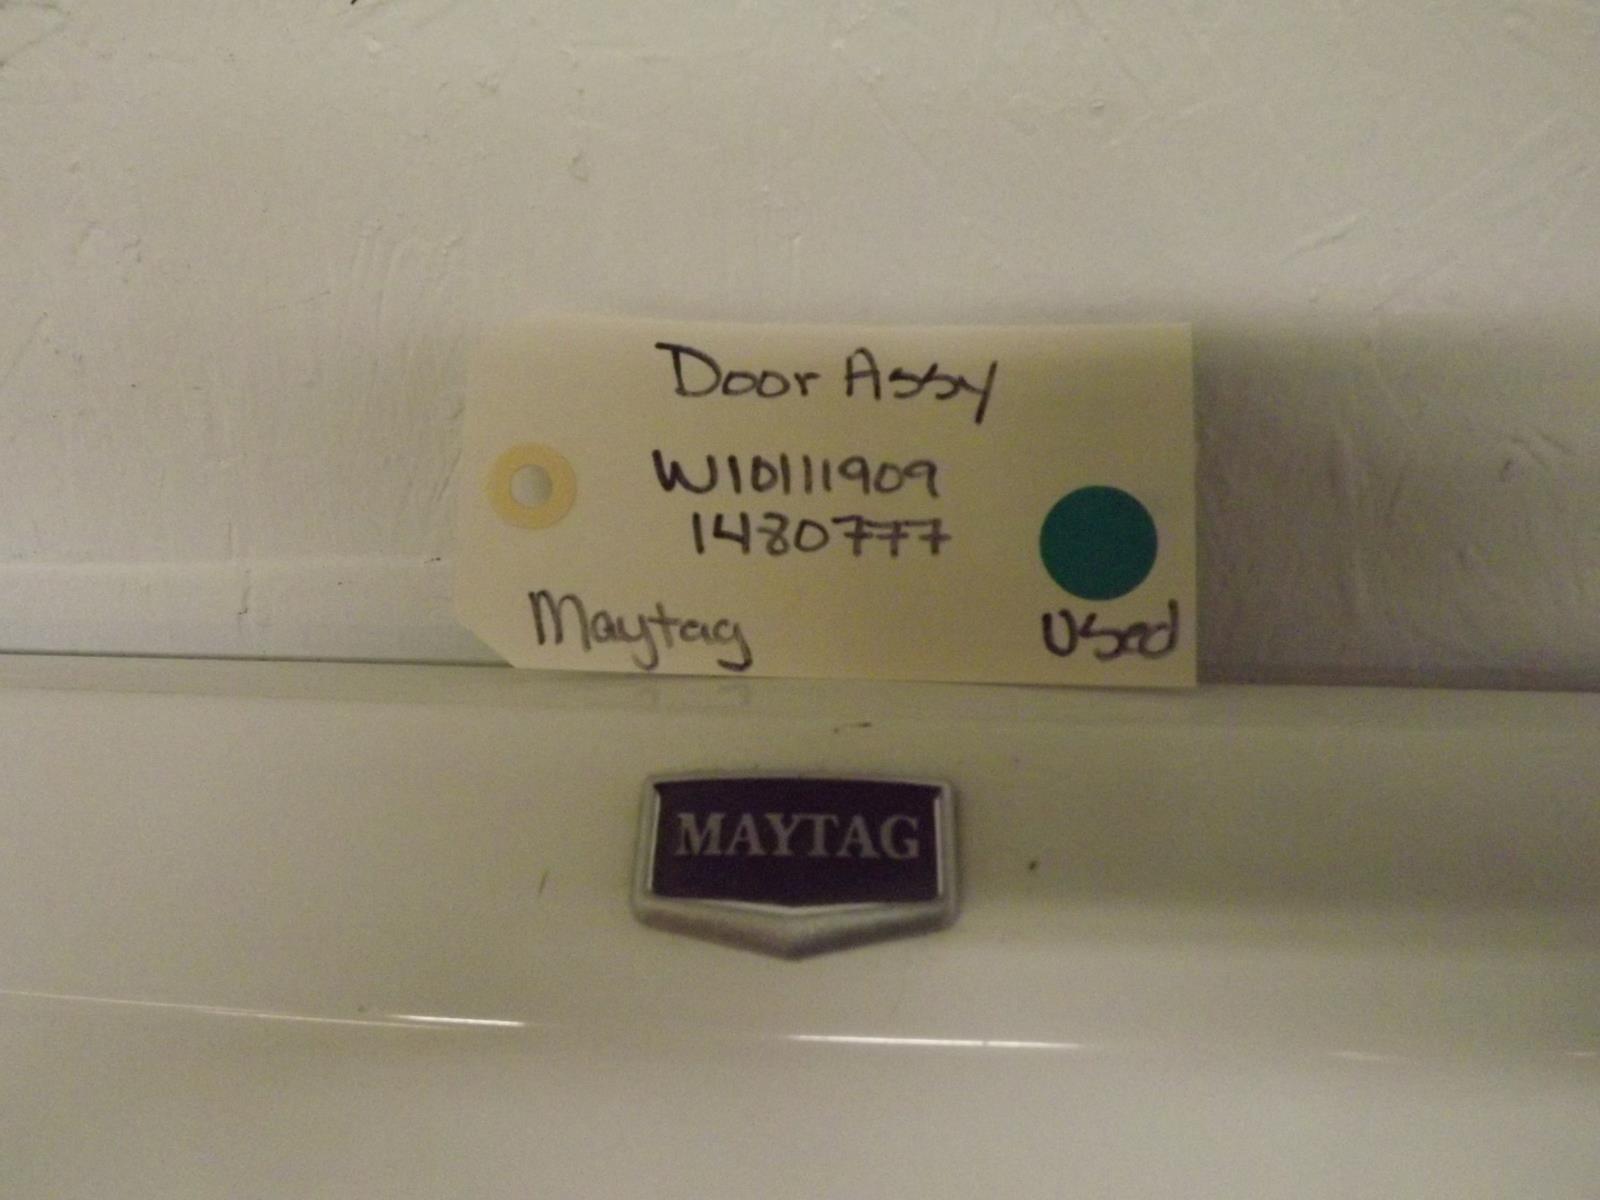 Door Assy
W10111909
1480777
Maytag
Used
MAYTAG